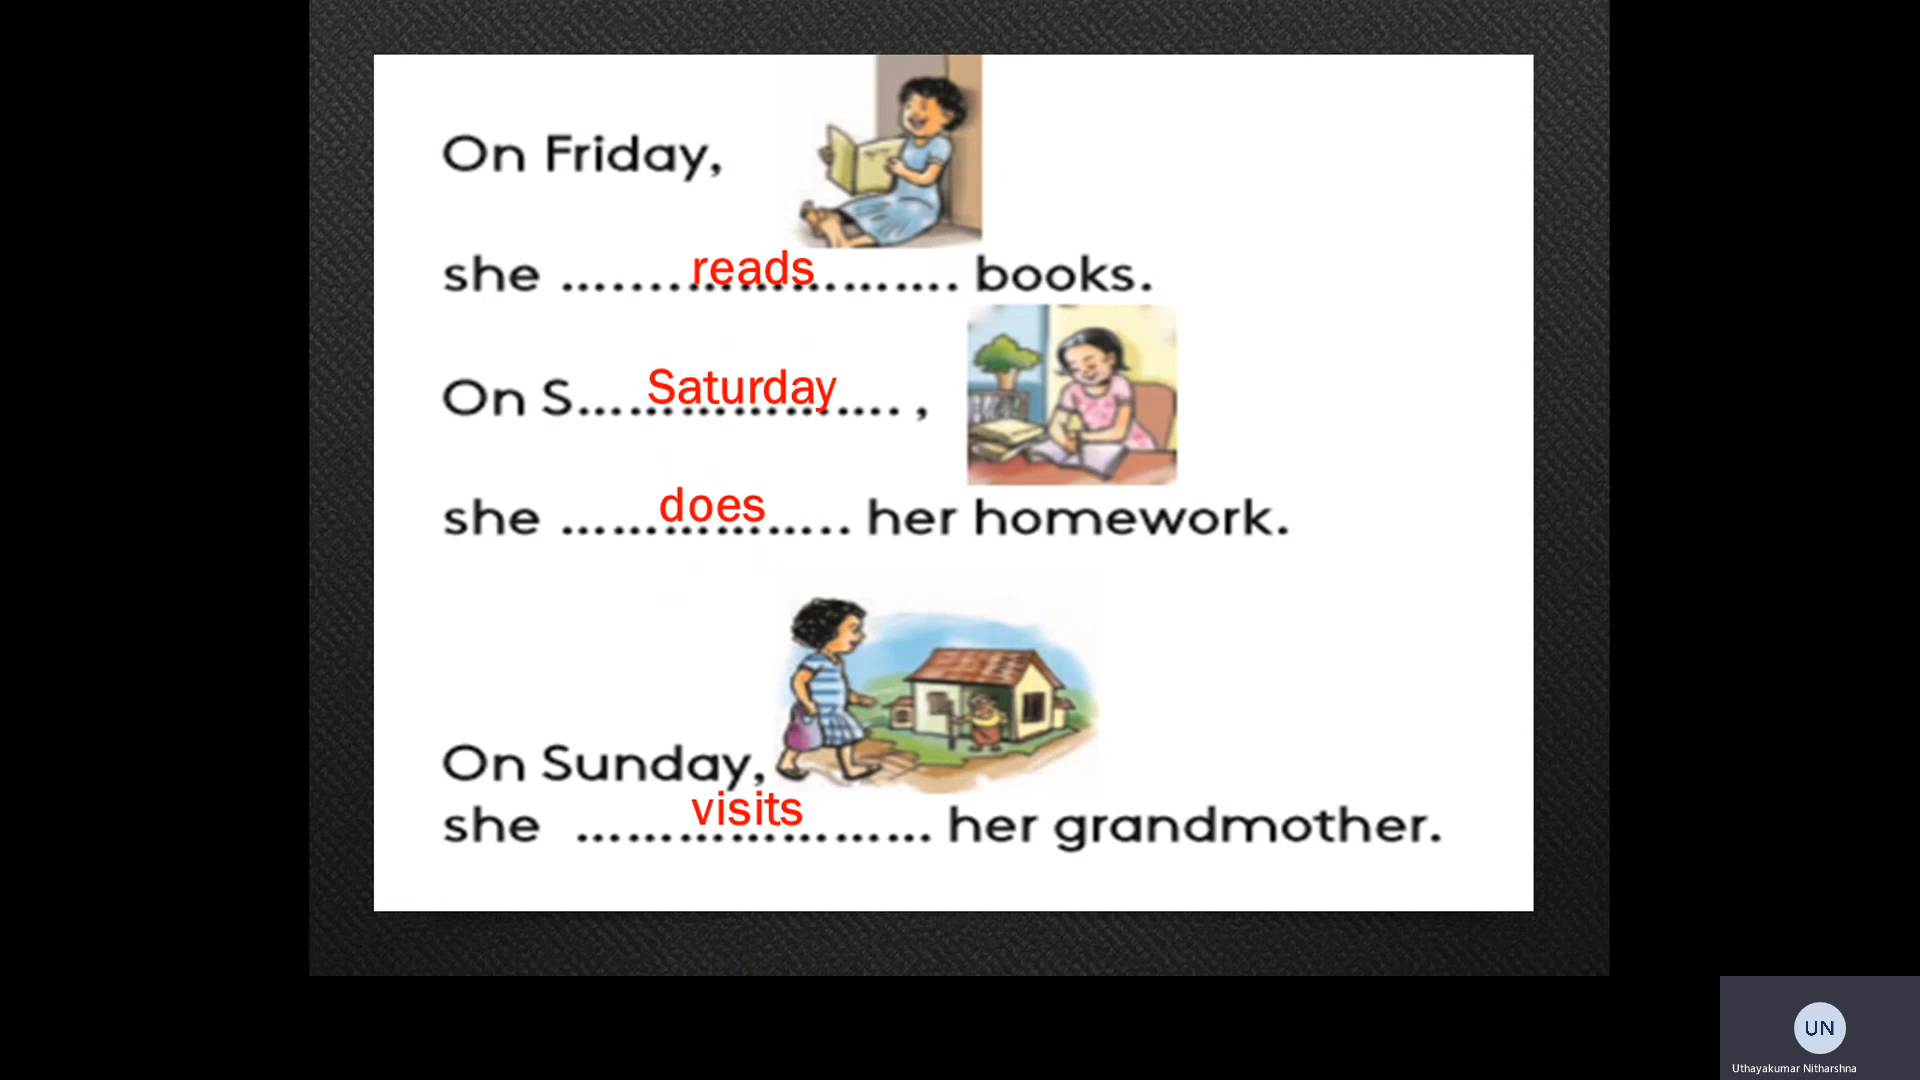 On Friday,
she ........reads........... books.
On S......Saturday......... ,
she ......does......... her homework.
On Sunday,
she ......visits......... her grandmother.
UN
Uthayakumar Nitharshna